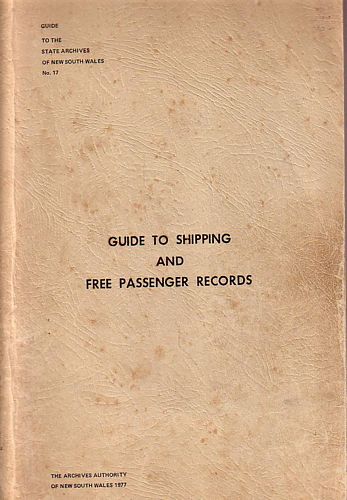 GUIDE
TO THE
STATE ARCHIVES
OF NEW SOUTH WALES
No. 17
GUIDE TO SHIPPING
AND
FREE PASSENGER RECORDS
THE ARCHIVES AUTHORITY
OF NEW SOUTH WALES 1977